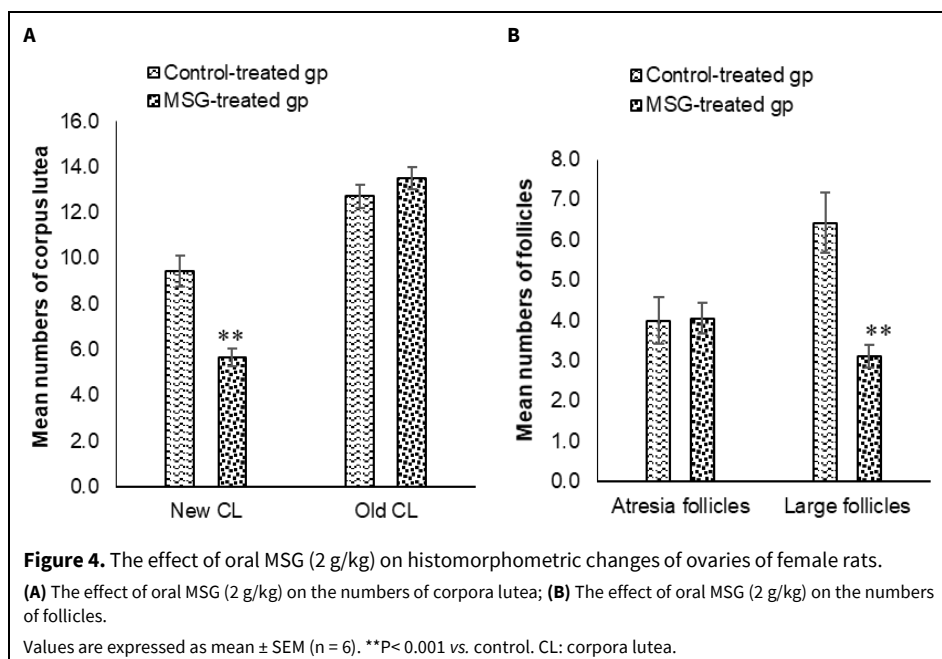 A
Control-treated gp
MSG-treated gp
Mean numbers of corpus lutea
16.0
14.0
12.0
10.0
8.0
6.0
4.0
2.0
0.0
**
New CL
Old CL
B
Control-treated gp
MSG-treated gp
Mean numbers of follicles
8.0
7.0
6.0
5.0
4.0
3.0
2.0
1.0
0.0
**
Atresia follicles
Large follicles
Figure 4. The effect of oral MSG (2 g/kg) on histomorphometric changes of ovaries of female rats.
(A) The effect of oral MSG (2 g/kg) on the numbers of corpora lutea; (B) The effect of oral MSG (2 g/kg) on the numbers
of follicles.
Values are expressed as mean ± SEM (n = 6). **P< 0.001 vs. control. CL: corpora lutea.